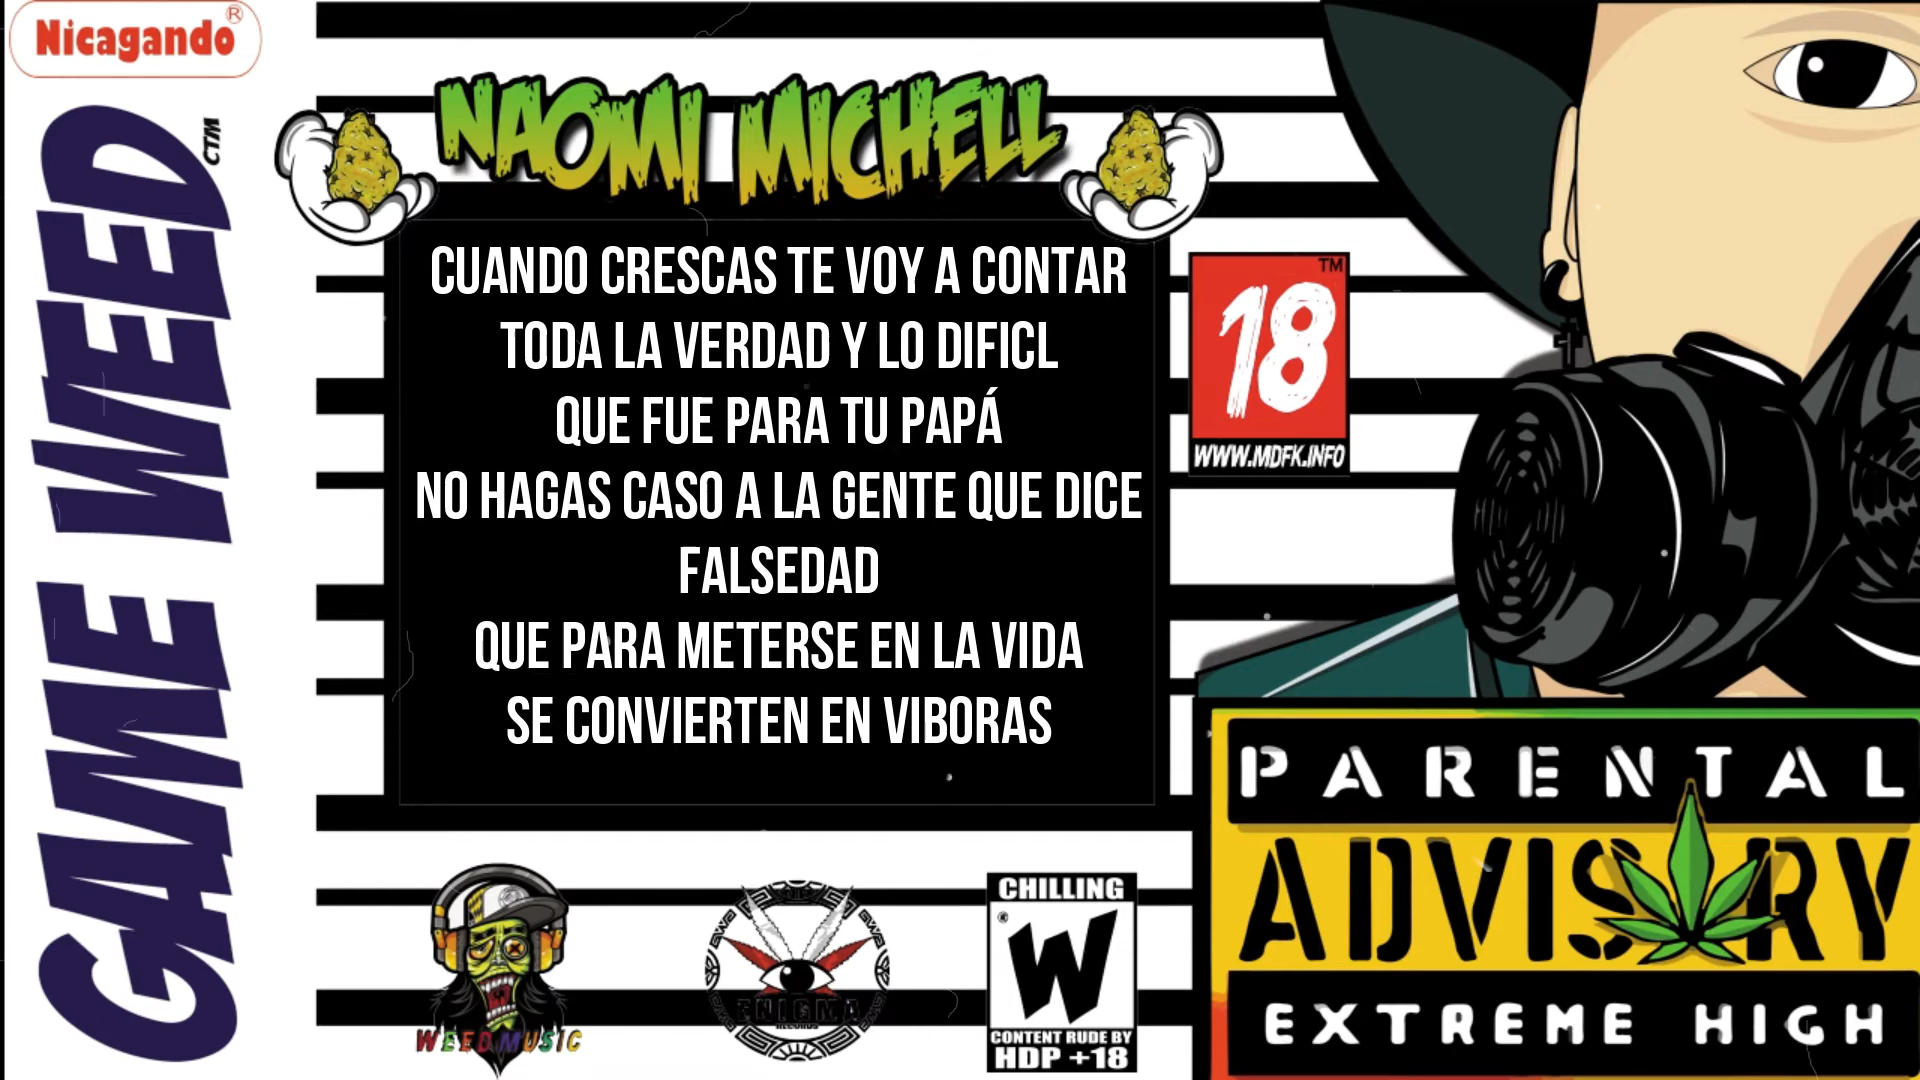 Nicagando®
GAME WEED CTM
NAOMI MICHELL
CUANDO CRESCAS TE VOY A CONTAR
TODA LA VERDAD Y LO DIFICL
QUE FUE PARA TU PAPÁ
NO HAGAS CASO A LA GENTE QUE DICE
FALSEDAD
QUE PARA METERSE EN LA VIDA
SE CONVIERTEN EN VIBORAS
TM
18
WWW.MDFK.INFO
PARENTAL
ADVISRY
EXTREME HIGH
WEED MUSIC
ENIGMA
RECORDS
CHILLING
W
CONTENT RUDE BY
HDP +18